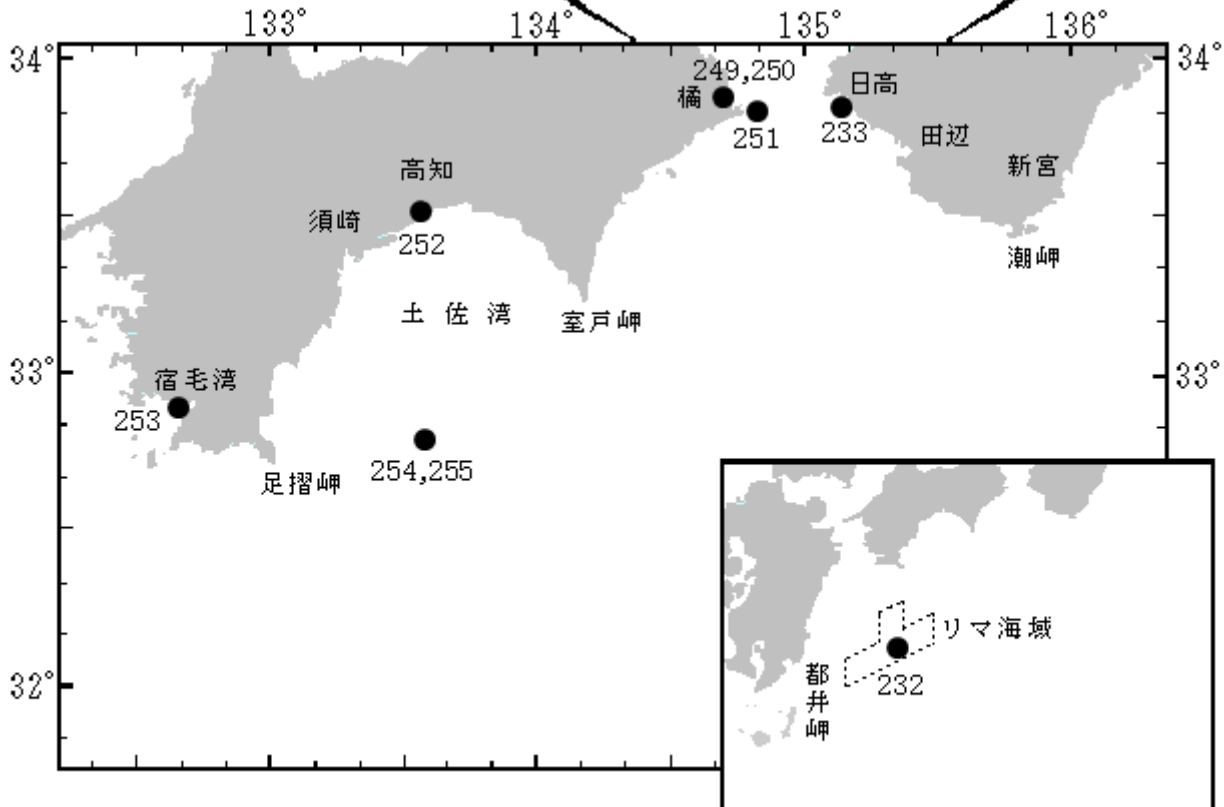 133° 134° 135° 136°
34° 34°
249,250
橘
251
日高
233
田辺
新宮
潮岬
高知
須崎
252
土佐湾
室戸岬
33° 33°
宿毛湾
253
足摺岬
254,255
リマ海域
232
都井岬
32°